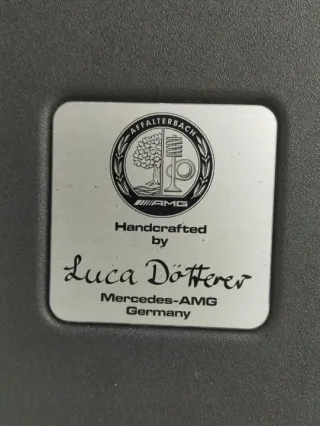 AFFALTERBACH
AMG
Handcrafted
by
Luca Dötterer
Mercedes-AMG
Germany